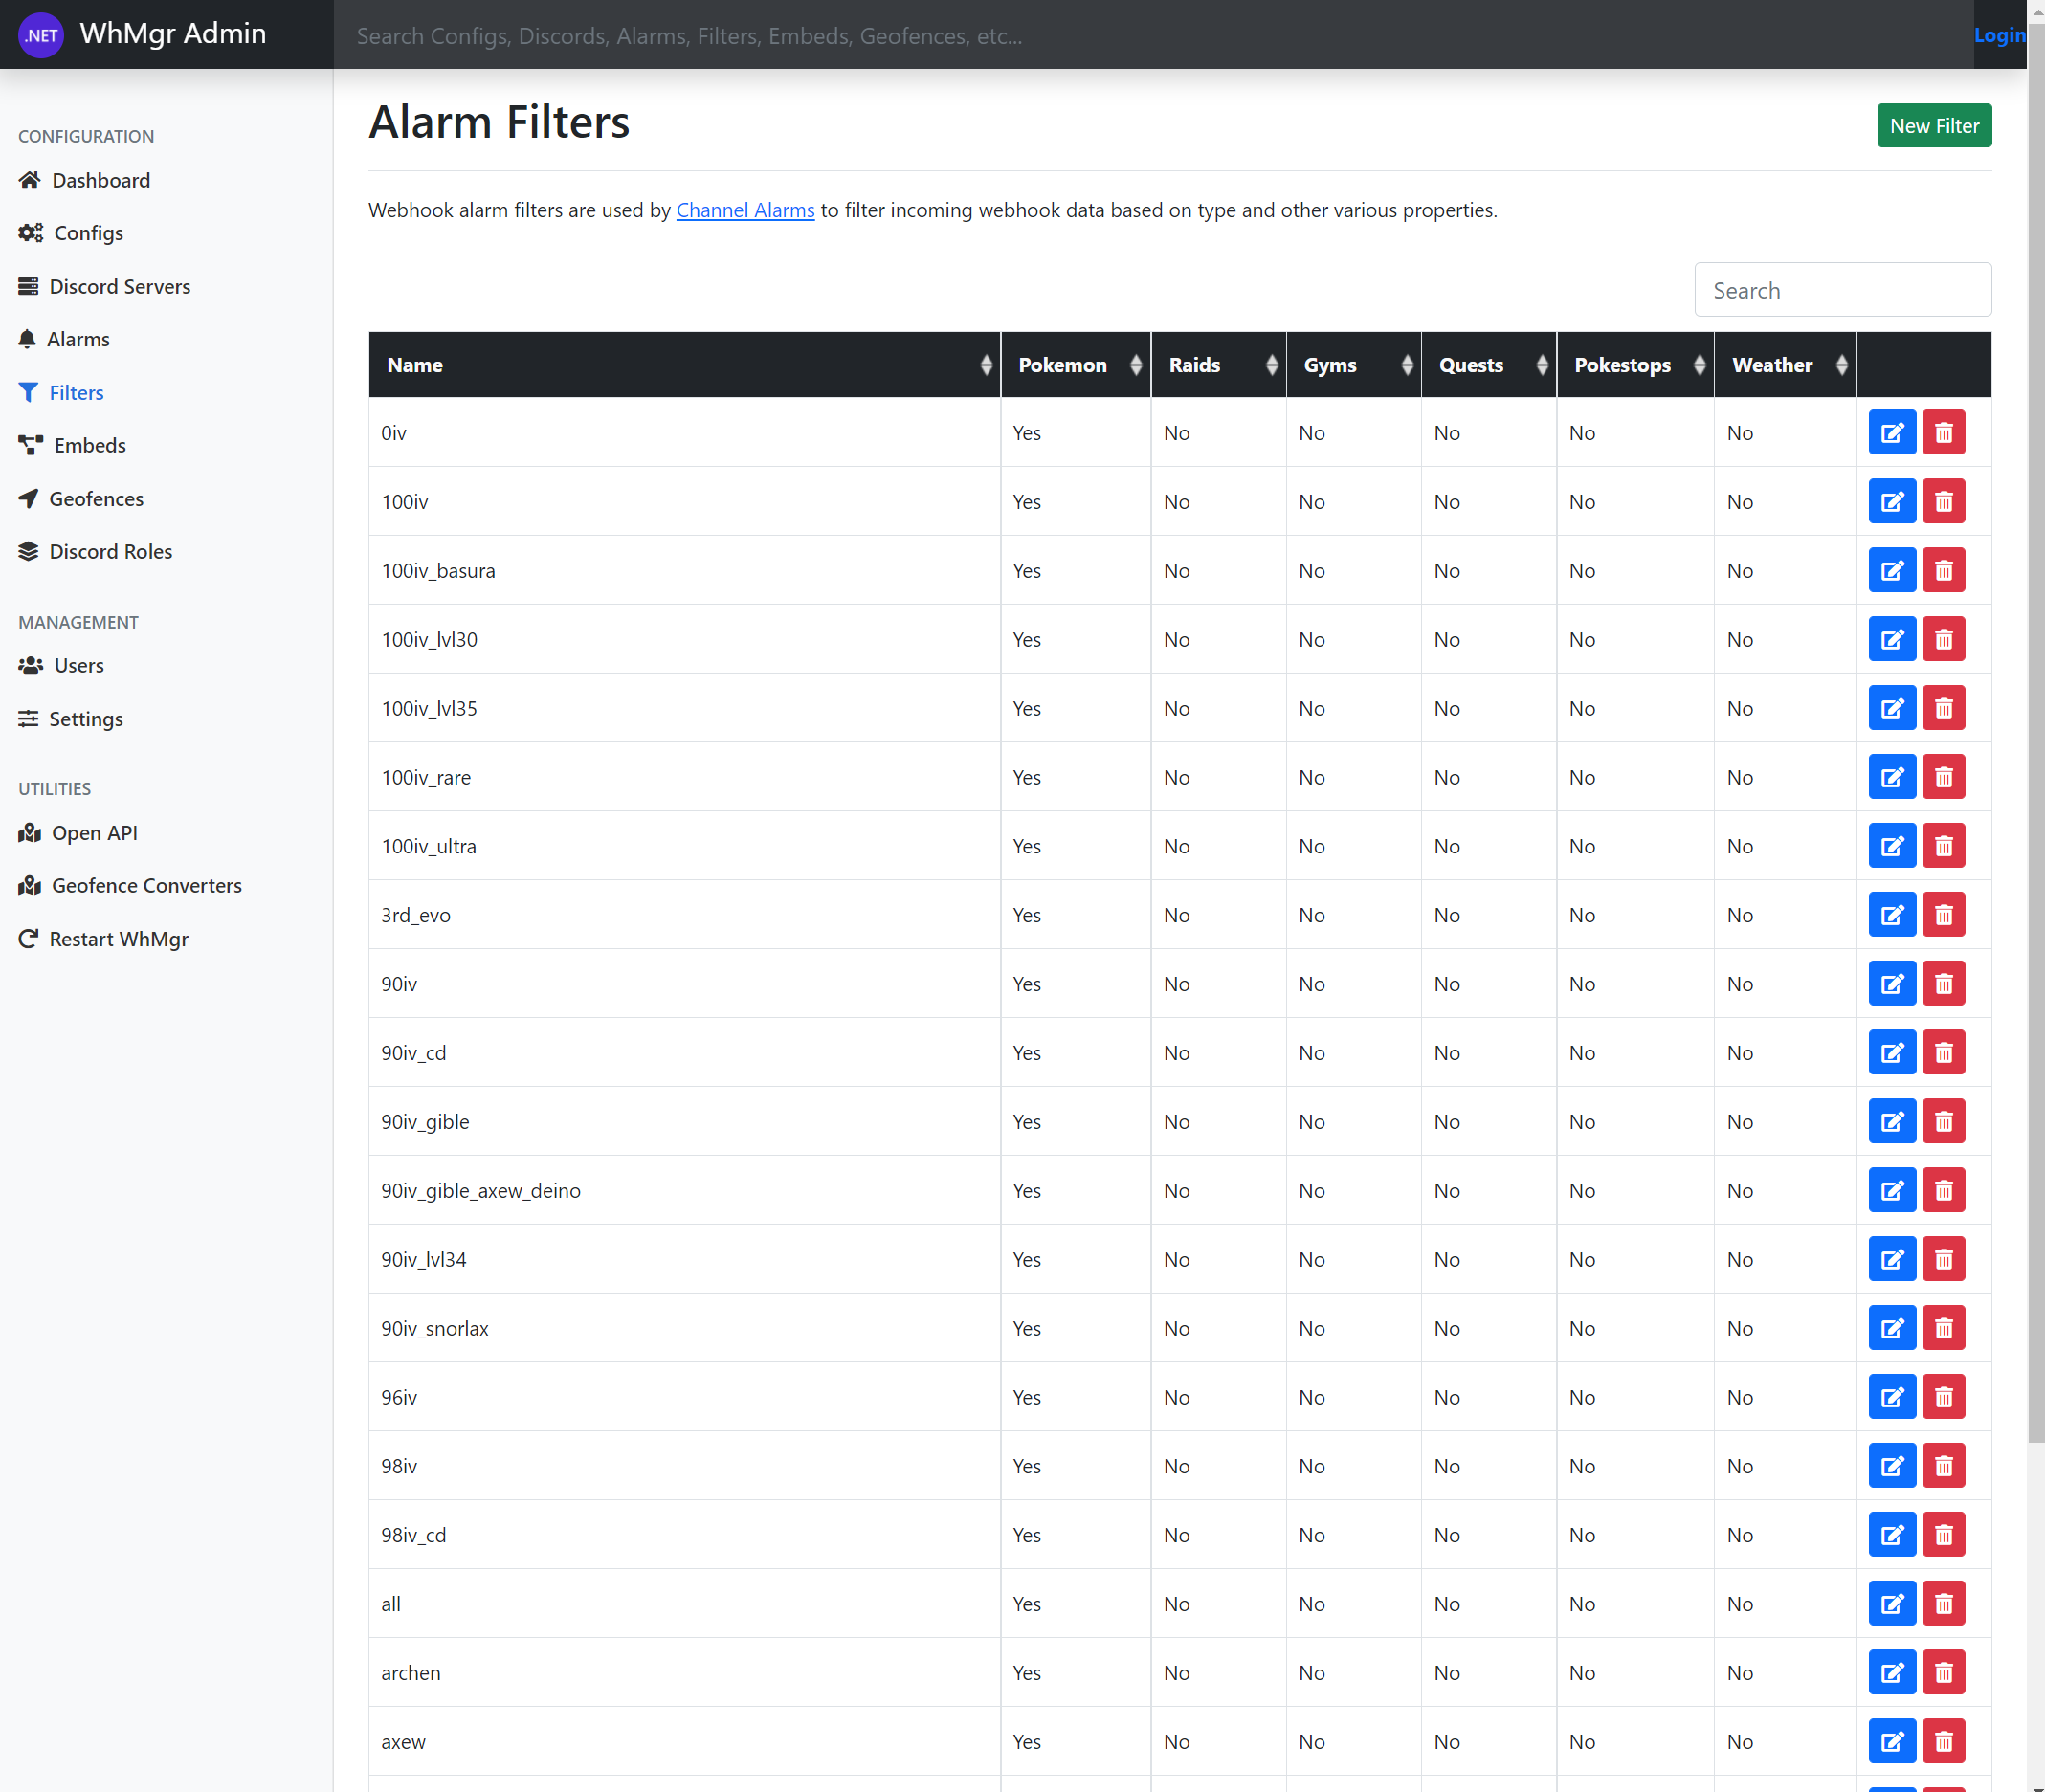 .NET WhMgr Admin
Search Configs, Discords, Alarms, Filters, Embeds, Geofences, etc...
Login
CONFIGURATION
Dashboard
Configs
Discord Servers
Alarms
Filters
Embeds
Geofences
Discord Roles
MANAGEMENT
Users
Settings
UTILITIES
Open API
Geofence Converters
Restart WhMgr
Alarm Filters
New Filter
Webhook alarm filters are used by Channel Alarms to filter incoming webhook data based on type and other various properties.
Search
Name Pokemon Raids Gyms Quests Pokestops Weather
0iv Yes No No No No No
100iv Yes No No No No No
100iv_basura Yes No No No No No
100iv_lvl30 Yes No No No No No
100iv_lvl35 Yes No No No No No
100iv_rare Yes No No No No No
100iv_ultra Yes No No No No No
3rd_evo Yes No No No No No
90iv Yes No No No No No
90iv_cd Yes No No No No No
90iv_gible Yes No No No No No
90iv_gible_axew_deino Yes No No No No No
90iv_lvl34 Yes No No No No No
90iv_snorlax Yes No No No No No
96iv Yes No No No No No
98iv Yes No No No No No
98iv_cd Yes No No No No No
all Yes No No No No No
archen Yes No No No No No
axew Yes No No No No No